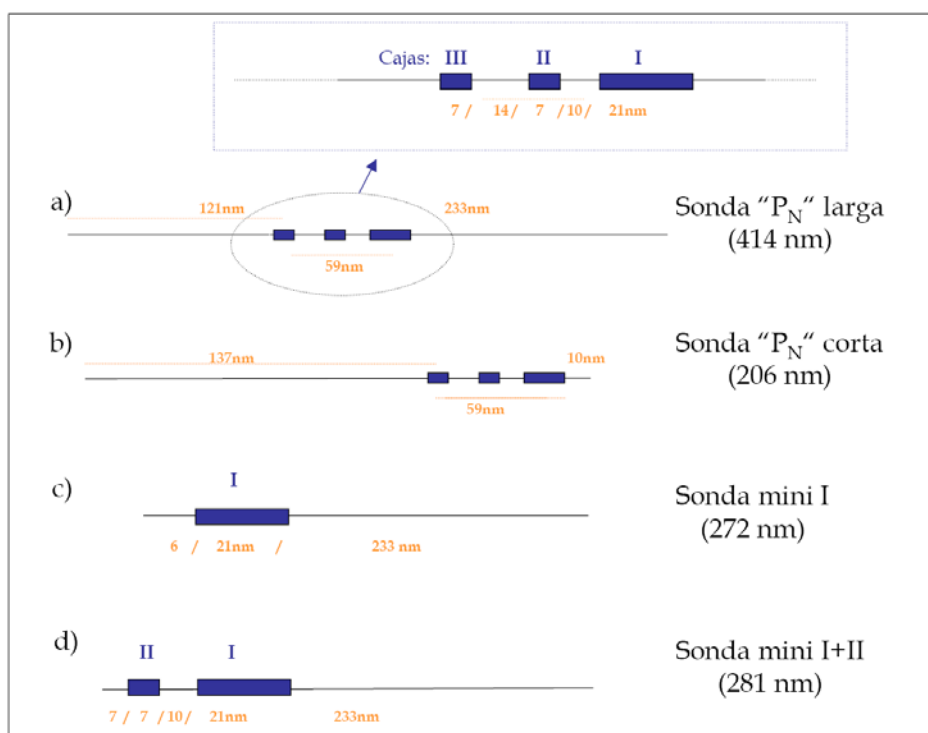 Cajas: III II I
7 / 14/ 7 /10/ 21nm
a)
121nm 233nm
59nm
Sonda “P_N“ larga
(414 nm)
b)
137nm 10nm
59nm
Sonda “P_N“ corta
(206 nm)
c)
I
6 / 21nm / 233 nm
Sonda mini I
(272 nm)
d)
II I
7 / 7 /10/ 21nm 233nm
Sonda mini I+II
(281 nm)